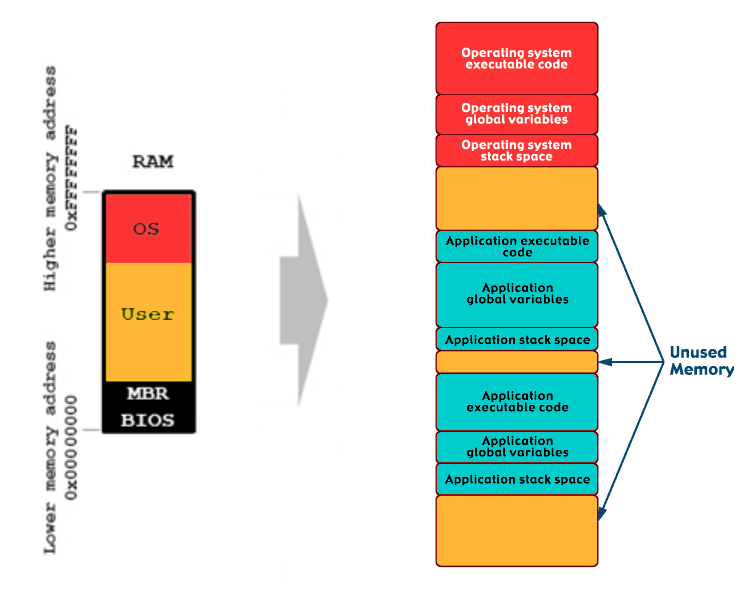 Higher memory address
0xFFFFFFFF
Lower memory address
0x00000000
RAM
OS
User
MBR
BIOS
Operating system
executable code
Operating system
global variables
Operating system
stack space
Application executable
code
Application
global variables
Application stack space
Application
executable code
Application
global variables
Application stack space
Unused
Memory